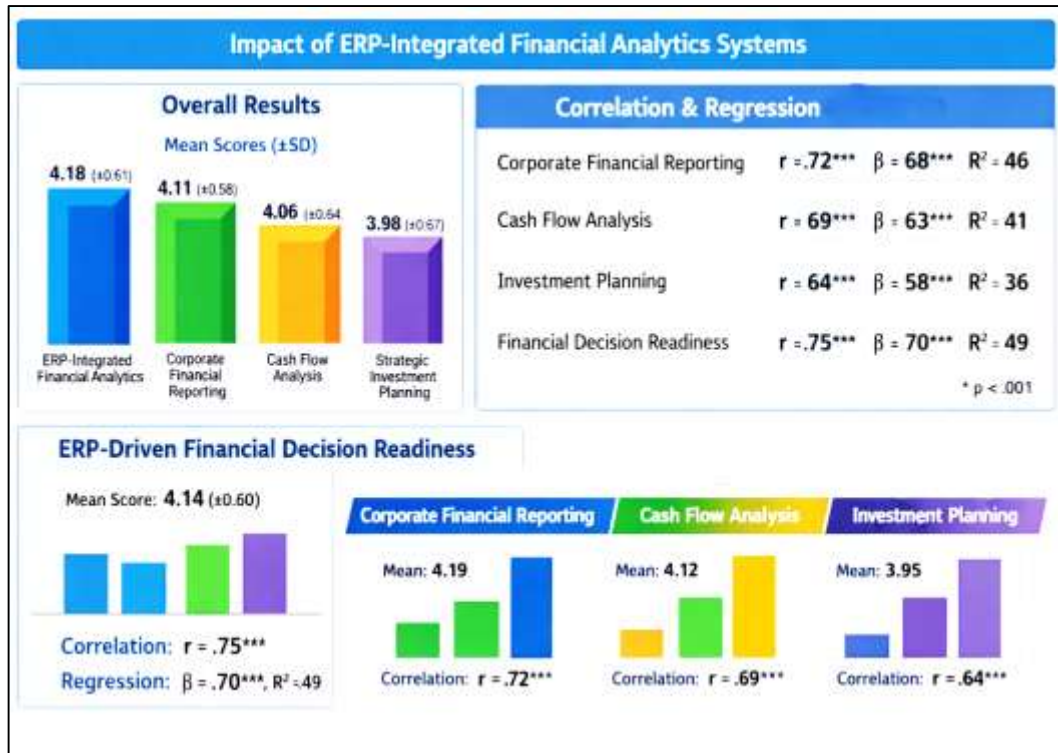 Impact of ERP-Integrated Financial Analytics Systems
Overall Results
Mean Scores (±SD)
4.18 (±0.61)
4.11 (±0.58)
4.06 (±0.64
3.98 (±0.67)
ERP-Integrated
Financial Analytics
Corporate
Financial
Reporting
Cash Flow
Analysis
Strategic
Investment
Planning
Correlation & Regression
Corporate Financial Reporting r = .72*** β = 68*** R² = 46
Cash Flow Analysis r = 69*** β = 63*** R² = 41
Investment Planning r = 64*** β = 58*** R² = 36
Financial Decision Readiness r = .75*** β = 70*** R² = 49
* p < .001
ERP-Driven Financial Decision Readiness
Mean Score: 4.14 (±0.60)
Correlation: r = .75***
Regression: β = .70***, R² = .49
Corporate Financial Reporting
Mean: 4.19
Correlation: r = .72***
Cash Flow Analysis
Mean: 4.12
Correlation: r = .69***
Investment Planning
Mean: 3.95
Correlation: r = .64***